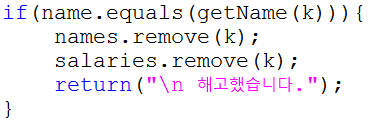 if(name.equals(getName(k))){
    names.remove(k);
    salaries.remove(k);
    return("\n 해고했습니다.");
}